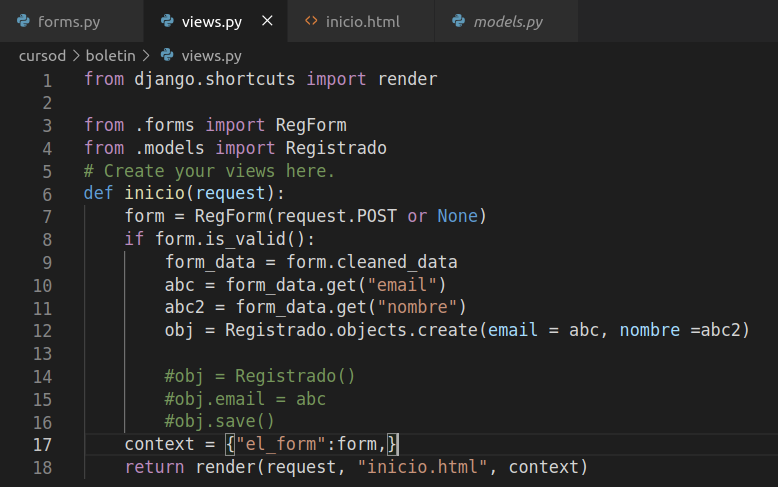 forms.py views.py × <> inicio.html models.py
cursod > boletin > views.py
1 from django.shortcuts import render
2
3 from .forms import RegForm
4 from .models import Registrado
5 # Create your views here.
6 def inicio(request):
7     form = RegForm(request.POST or None)
8     if form.is_valid():
9         form_data = form.cleaned_data
10         abc = form_data.get("email")
11         abc2 = form_data.get("nombre")
12         obj = Registrado.objects.create(email = abc, nombre =abc2)
13
14         #obj = Registrado()
15         #obj.email = abc
16         #obj.save()
17     context = {"el_form":form,}
18     return render(request, "inicio.html", context)